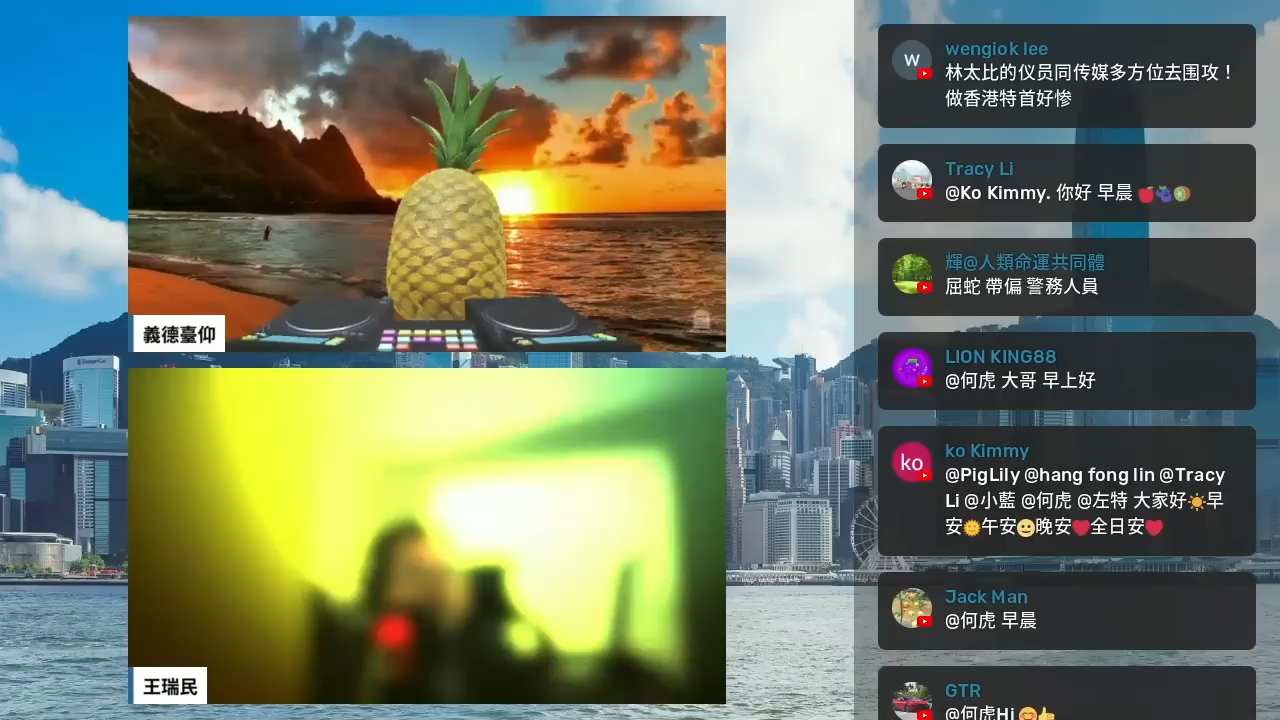 義德臺仰
王瑞民
wengiok lee
林太比的仪员同传媒多方位去围攻！
做香港特首好惨
Tracy Li
@Ko Kimmy. 你好 早晨 🍎🫐🥝
輝@人類命運共同體
屈蛇 帶偏 警務人員
LION KING88
@何虎 大哥 早上好
ko
ko Kimmy
@PigLily @hang fong lin @Tracy
Li @小藍 @何虎 @左特 大家好☀️早
安🌞午安😀晚安❤️全日安❤️
Jack Man
@何虎 早晨
GTR
@何虎Hi 😄👍
W